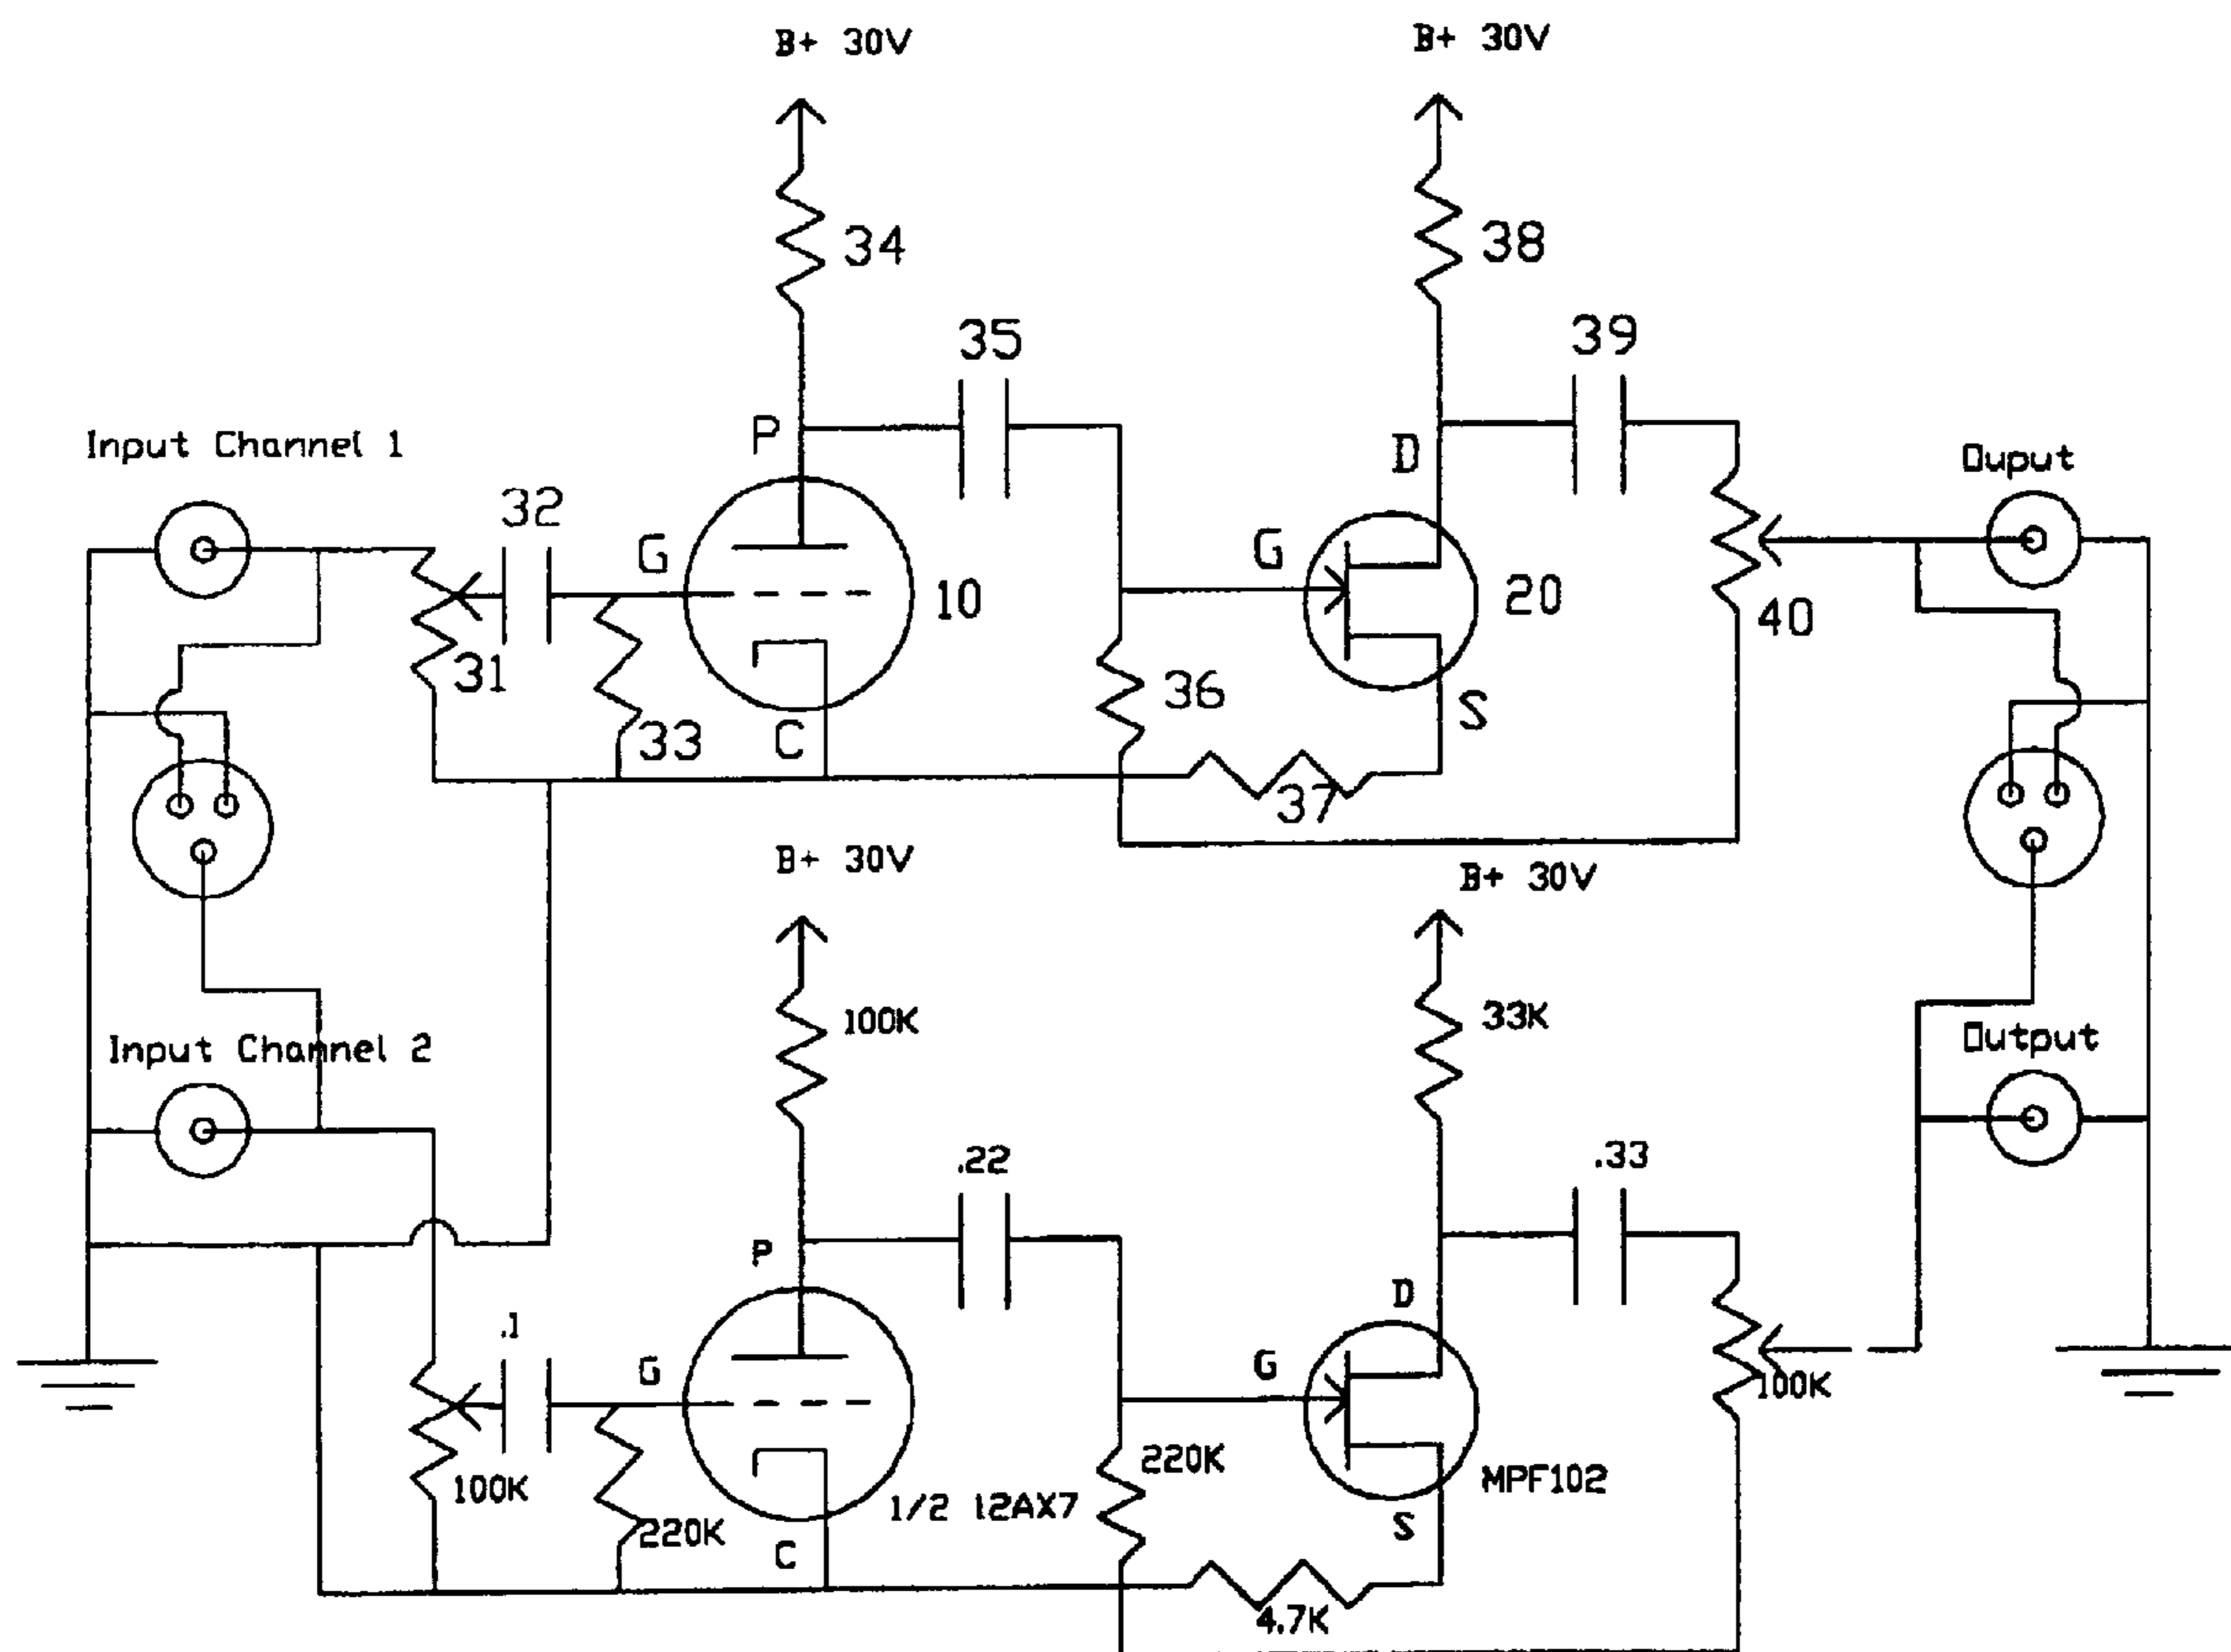 B+ 30V
B+ 30V
34
38
35
39
P
D
Input Channel 1
Ouput
32
G
G
10
20
40
31
36
S
33
C
37
B+ 30V
B+ 30V
100K
33K
Input Channel 2
Output
.22
.33
P
D
.1
G
G
100K
220K
100K
MPF102
1/2 12AX7
220K
S
C
4.7K